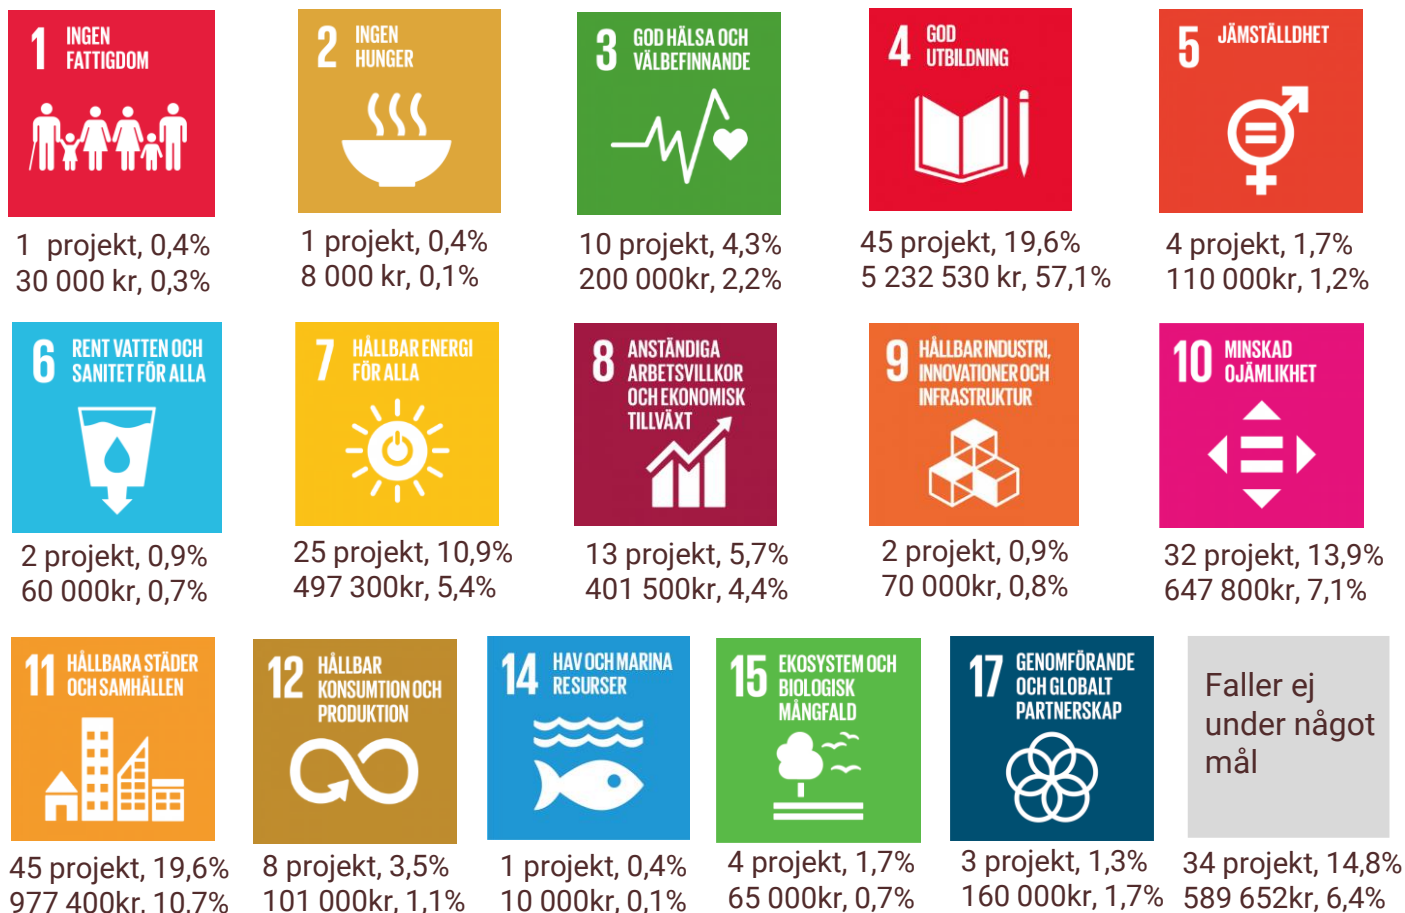 1 INGEN
FATTIGDOM
1 projekt, 0,4%
30 000 kr, 0,3%
2 INGEN
HUNGER
1 projekt, 0,4%
8 000 kr, 0,1%
3 GOD HÄLSA OCH
VÄLBEFINNANDE
10 projekt, 4,3%
200 000kr, 2,2%
4 GOD
UTBILDNING
45 projekt, 19,6%
5 232 530 kr, 57,1%
5 JÄMSTÄLLDHET
4 projekt, 1,7%
110 000kr, 1,2%
6 RENT VATTEN OCH
SANITET FÖR ALLA
2 projekt, 0,9%
60 000kr, 0,7%
7 HÅLLBAR ENERGI
FÖR ALLA
25 projekt, 10,9%
497 300kr, 5,4%
8 ANSTÄNDIGA
ARBETSVILLKOR
OCH EKONOMISK
TILLVÄXT
13 projekt, 5,7%
401 500kr, 4,4%
9 HÅLLBAR INDUSTRI,
INNOVATIONER OCH
INFRASTRUKTUR
2 projekt, 0,9%
70 000kr, 0,8%
10 MINSKAD
OJÄMLIKHET
32 projekt, 13,9%
647 800kr, 7,1%
11 HÅLLBARA STÄDER
OCH SAMHÄLLEN
45 projekt, 19,6%
977 400kr, 10,7%
12 HÅLLBAR
KONSUMTION OCH
PRODUKTION
8 projekt, 3,5%
101 000kr, 1,1%
14 HAV OCH MARINA
RESURSER
1 projekt, 0,4%
10 000kr, 0,1%
15 EKOSYSTEM OCH
BIOLOGISK
MÅNGFALD
4 projekt, 1,7%
65 000kr, 0,7%
17 GENOMFÖRANDE
OCH GLOBALT
PARTNERSKAP
3 projekt, 1,3%
160 000kr, 1,7%
Faller ej
under något
mål
34 projekt, 14,8%
589 652kr, 6,4%